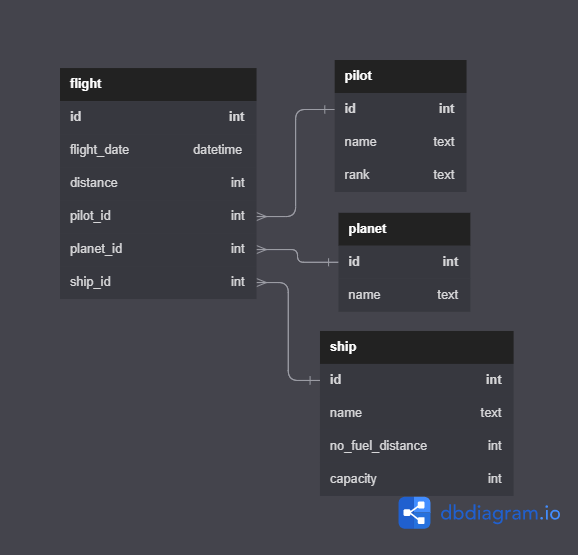 flight
id int
flight_date datetime
distance int
pilot_id int
planet_id int
ship_id int
pilot
id int
name text
rank text
planet
id int
name text
ship
id int
name text
no_fuel_distance int
capacity int
dbdiagram.io